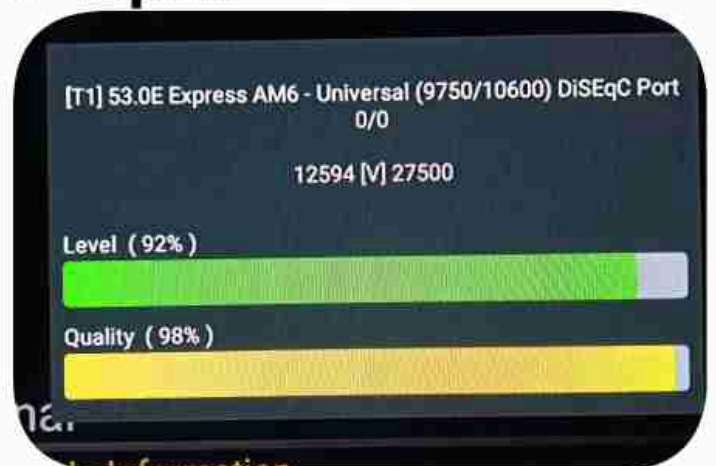 [T1] 53.0E Express AM6 - Universal (9750/10600) DiSEqC Port
0/0
12594 [V] 27500
Level ( 92% )
Quality ( 98% )